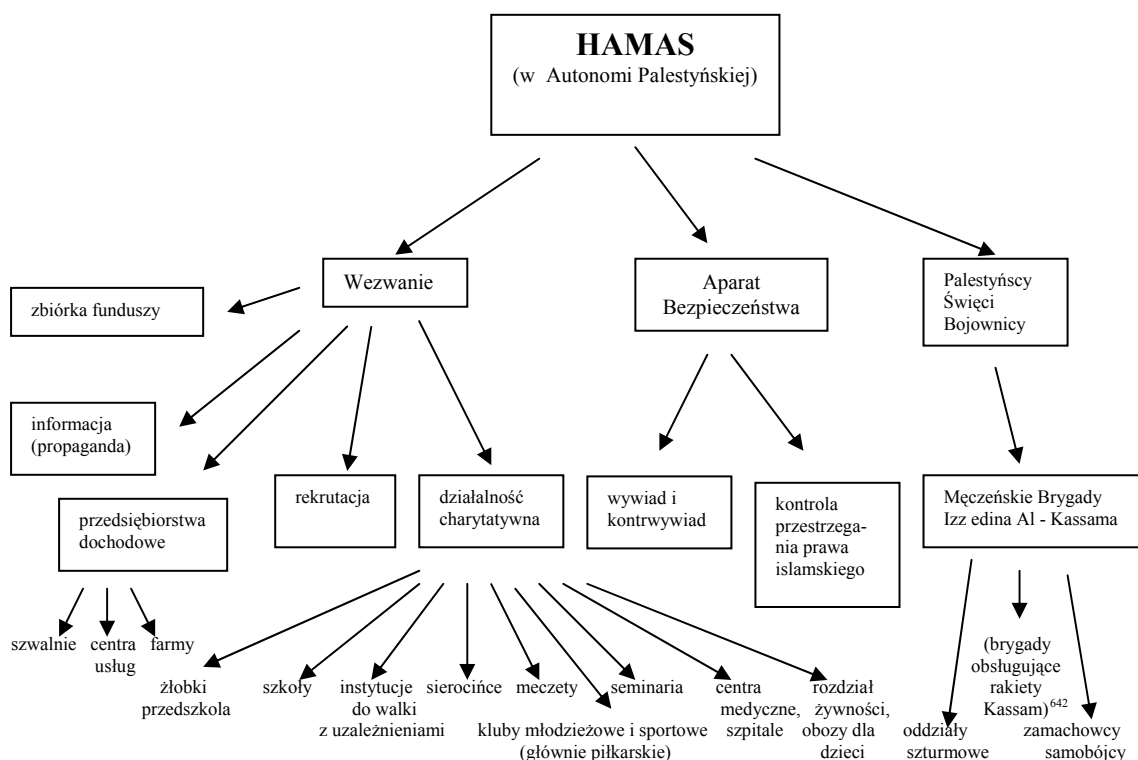 HAMAS
(w Autonomi Palestyńskiej)
Wezwanie
Aparat
Bezpieczeństwa
Palestyńscy
Święci
Bojownicy
zbiórka funduszy
informacja
(propaganda)
przedsiębiorstwa
dochodowe
rekrutacja
działalność
charytatywna
wywiad i
kontrwywiad
kontrola
przestrzega-
nia prawa
islamskiego
Męczeńskie Brygady
Izz edina Al - Kassama
szwalnie
centra
usług
farmy
żłobki
przedszkola
szkoły
instytucje
do walki
z uzależnieniami
sierocińce
meczety
kluby młodzieżowe i sportowe
(głównie piłkarskie)
seminaria
centra
medyczne,
szpitale
rozdział
żywności,
obozy dla
dzieci
oddziały
szturmowe
(brygady
obsługujące
rakiety
Kassam)⁶⁴²
zamachowcy
samobójcy